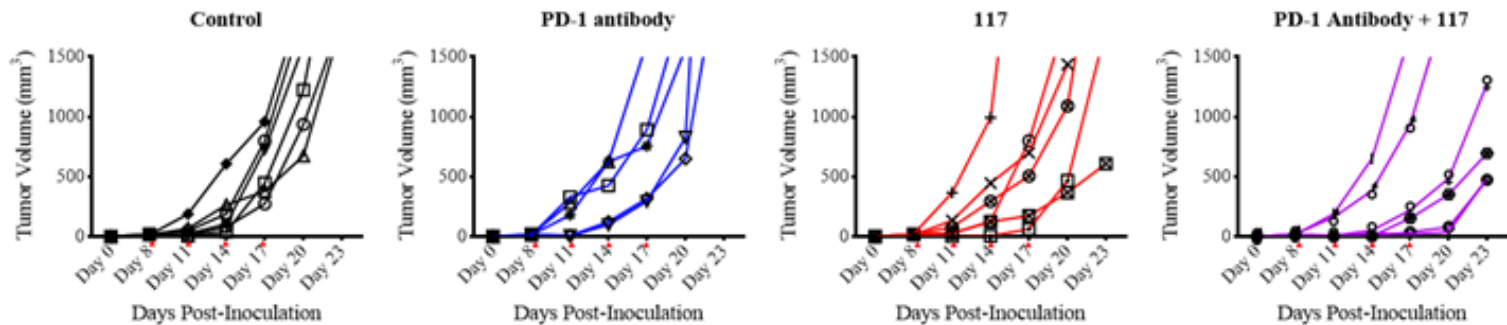 Control
Tumor Volume (mm³)
1500
1000
500
0
Day 0
Day 8
Day 11
Day 14
Day 17
Day 20
Day 23
Days Post-Inoculation
PD-1 antibody
Tumor Volume (mm³)
1500
1000
500
0
Day 0
Day 8
Day 11
Day 14
Day 17
Day 20
Day 23
Days Post-Inoculation
117
Tumor Volume (mm³)
1500
1000
500
0
Day 0
Day 8
Day 11
Day 14
Day 17
Day 20
Day 23
Days Post-Inoculation
PD-1 Antibody + 117
Tumor Volume (mm³)
1500
1000
500
0
Day 0
Day 8
Day 11
Day 14
Day 17
Day 20
Day 23
Days Post-Inoculation